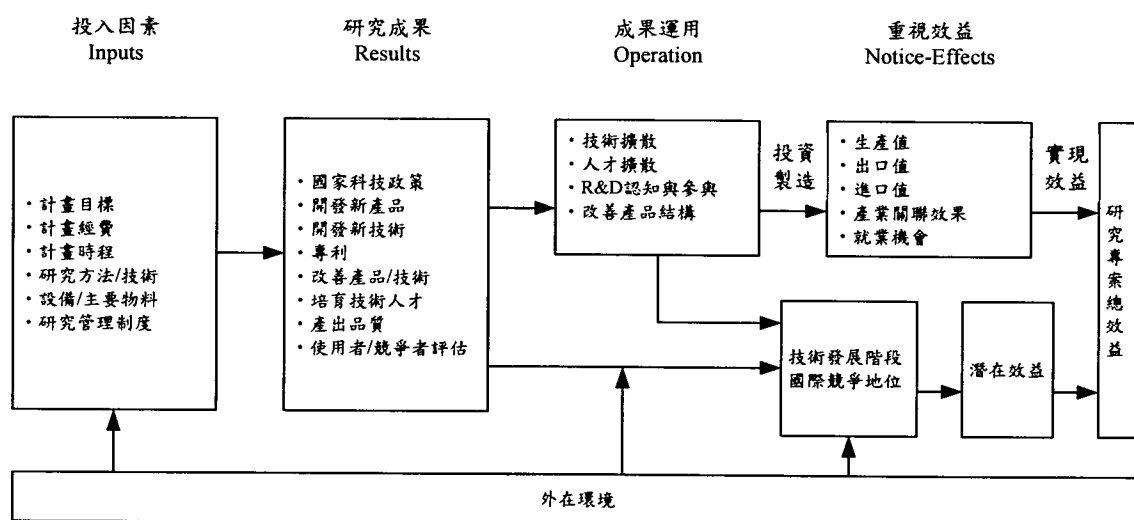 投入因素
Inputs
研究成果
Results
成果運用
Operation
重視效益
Notice-Effects
・計畫目標
・計畫經費
・計畫時程
・研究方法/技術
・設備/主要物料
・研究管理制度
・國家科技政策
・開發新產品
・開發新技術
・專利
・改善產品/技術
・培育技術人才
・產出品質
・使用者/競爭者評估
・技術擴散
・人才擴散
・R&D認知與參與
・改善產品結構
投資
製造
・生產值
・出口值
・進口值
・產業關聯效果
・就業機會
實現
效益
技術發展階段
國際競爭地位
潛在效益
研究專案總效益
外在環境